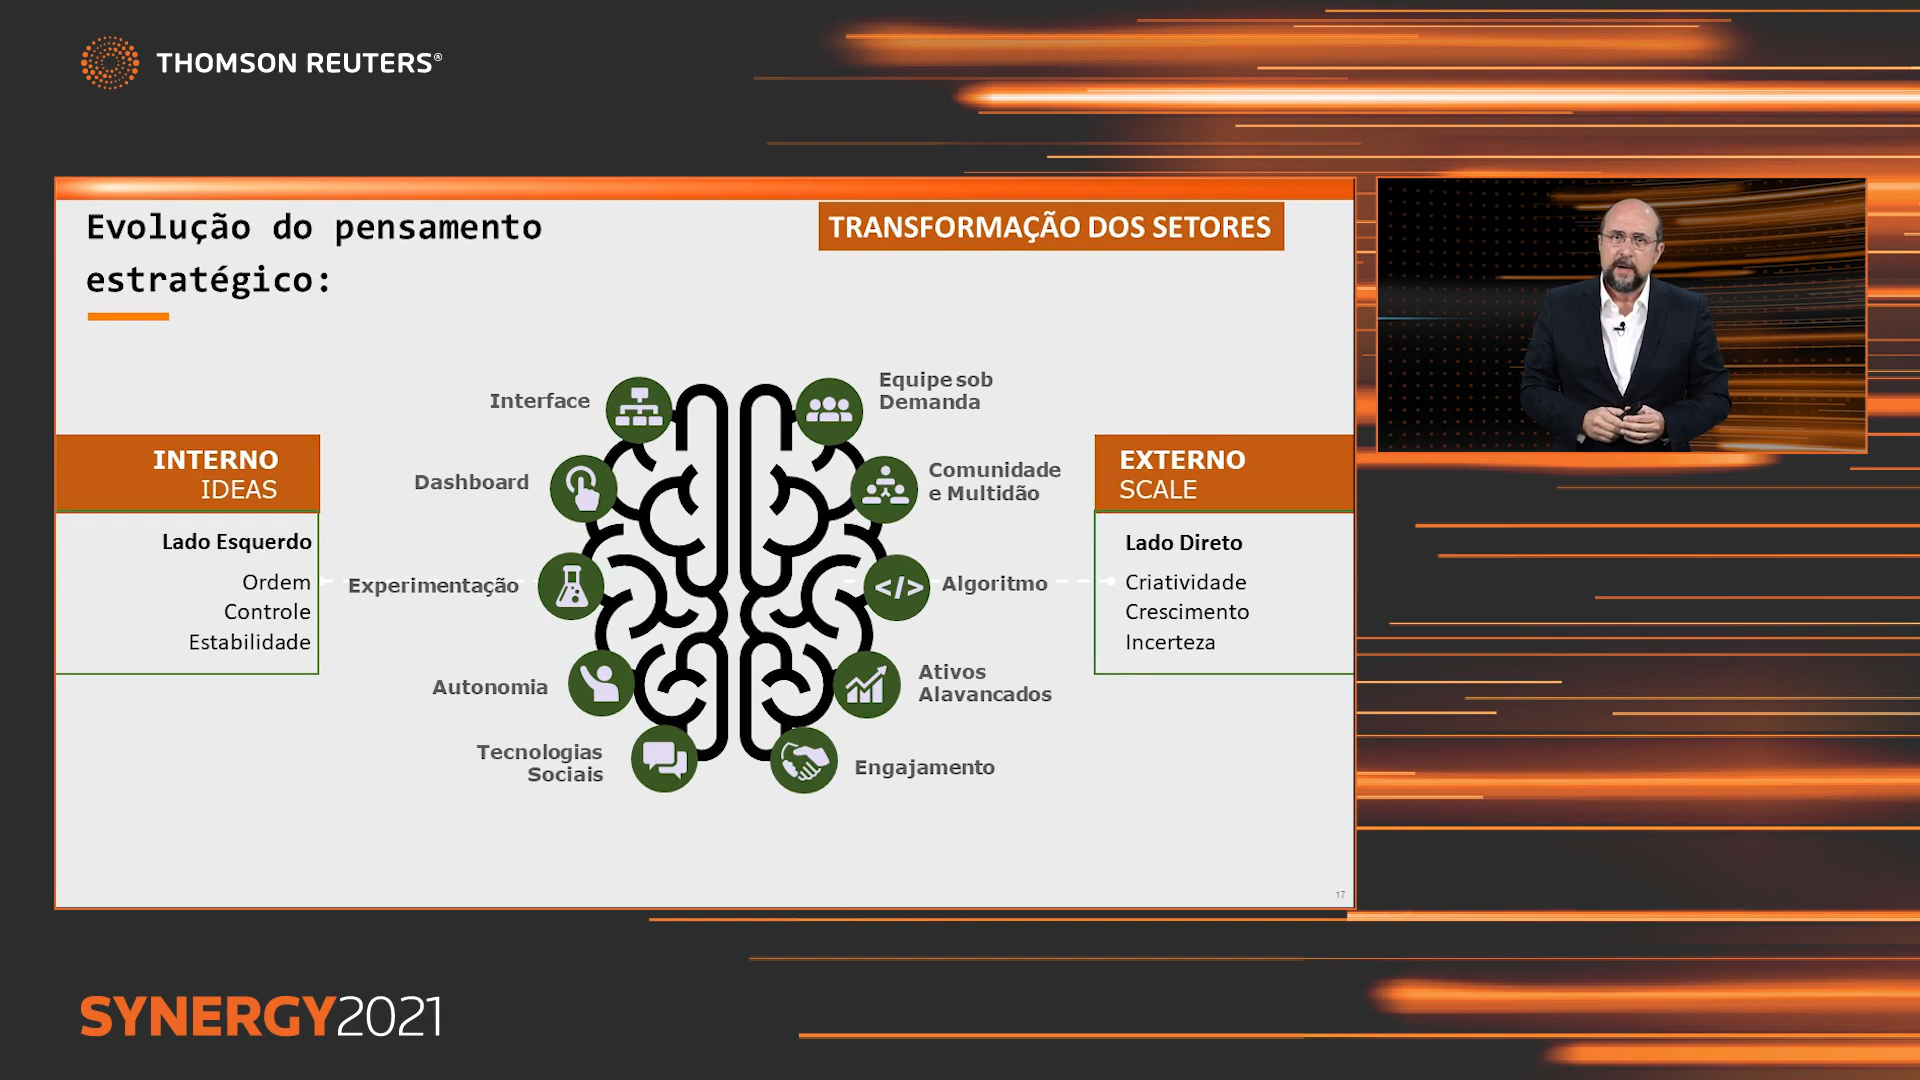 THOMSON REUTERS®
Evolução do pensamento
estratégico:
TRANSFORMAÇÃO DOS SETORES
INTERNO
IDEAS
Lado Esquerdo
Ordem
Controle
Estabilidade
Interface
Dashboard
Experimentação
Autonomia
Tecnologias
Sociais
Equipe sob
Demanda
Comunidade
e Multidão
</> Algoritmo
Ativos
Alavancados
Engajamento
EXTERNO
SCALE
Lado Direto
Criatividade
Crescimento
Incerteza
17
SYNERGY2021